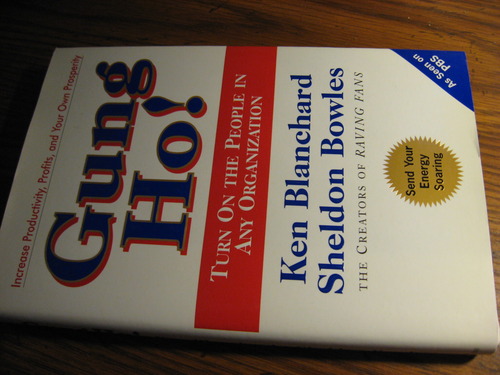 Increase Productivity, Profits, and Your Own Prosperity
Gung
Ho!
TURN ON THE PEOPLE IN
ANY ORGANIZATION
Ken Blanchard
Sheldon Bowles
THE CREATORS OF RAVING FANS
As Seen on
PBS
Send Your
Energy
Soaring